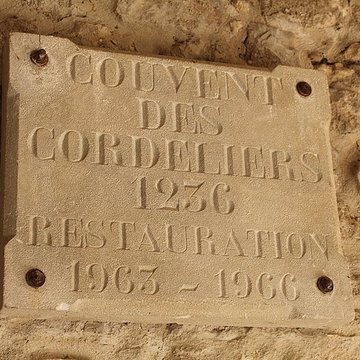 COUVENT
DES
CORDELIERS
1236
RESTAURATION
1963 - 1966